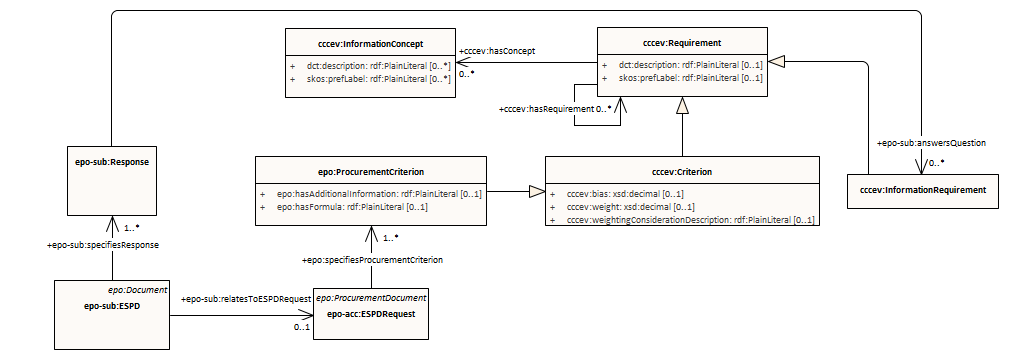 cccev:InformationConcept
+ dct:description: rdf:PlainLiteral [0..*]
+ skos:prefLabel: rdf:PlainLiteral [0..*]
+cccev:hasConcept
0..*
cccev:Requirement
+ dct:description: rdf:PlainLiteral [0..1]
+ skos:prefLabel: rdf:PlainLiteral [0..1]
+cccev:hasRequirement 0..*
+epo-sub:answersQuestion
0..*
epo-sub:Response
epo:ProcurementCriterion
+ epo:hasAdditionalInformation: rdf:PlainLiteral [0..1]
+ epo:hasFormula: rdf:PlainLiteral [0..1]
cccev:Criterion
+ cccev:bias: xsd:decimal [0..1]
+ cccev:weight: xsd:decimal [0..1]
+ cccev:weightingConsiderationDescription: rdf:PlainLiteral [0..1]
cccev:InformationRequirement
1..*
+epo-sub:specifiesResponse
1..*
+epo:specifiesProcurementCriterion
epo:Document
epo-sub:ESPD
+epo-sub:relatesToESPDRequest
0..1
epo:ProcurementDocument
epo-acc:ESPDRequest